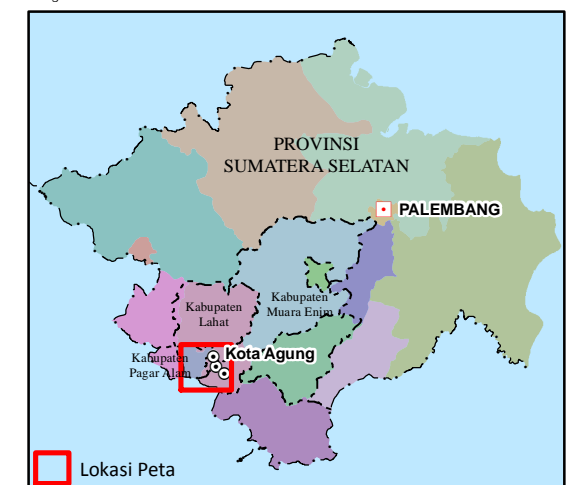 PROVINSI
SUMATERA SELATAN
PALEMBANG
Kabupaten
Lahat
Kabupaten
Muara Enim
Kota Agung
Kabupaten
Pagar Alam
Lokasi Peta